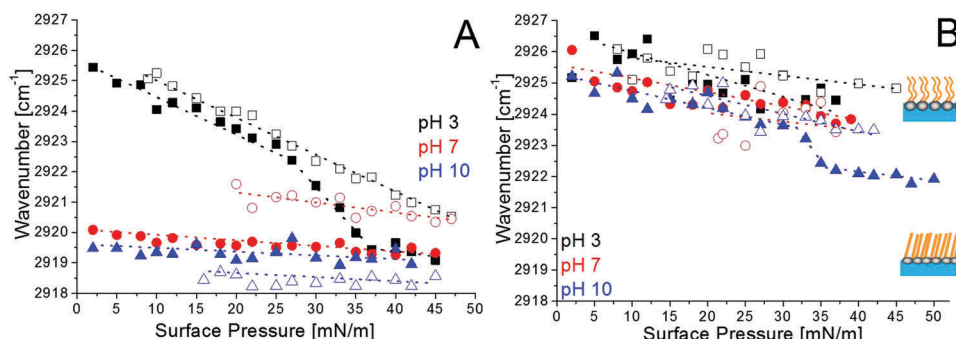 A
Wavenumber [cm⁻¹]
2927
2926
2925
2924
2923
2922
2921
2920
2919
2918
pH 3
pH 7
pH 10
0 5 10 15 20 25 30 35 40 45 50
Surface Pressure [mN/m]
B
Wavenumber [cm⁻¹]
2927
2926
2925
2924
2923
2922
2921
2920
2919
2918
pH 3
pH 7
pH 10
0 5 10 15 20 25 30 35 40 45 50
Surface Pressure [mN/m]